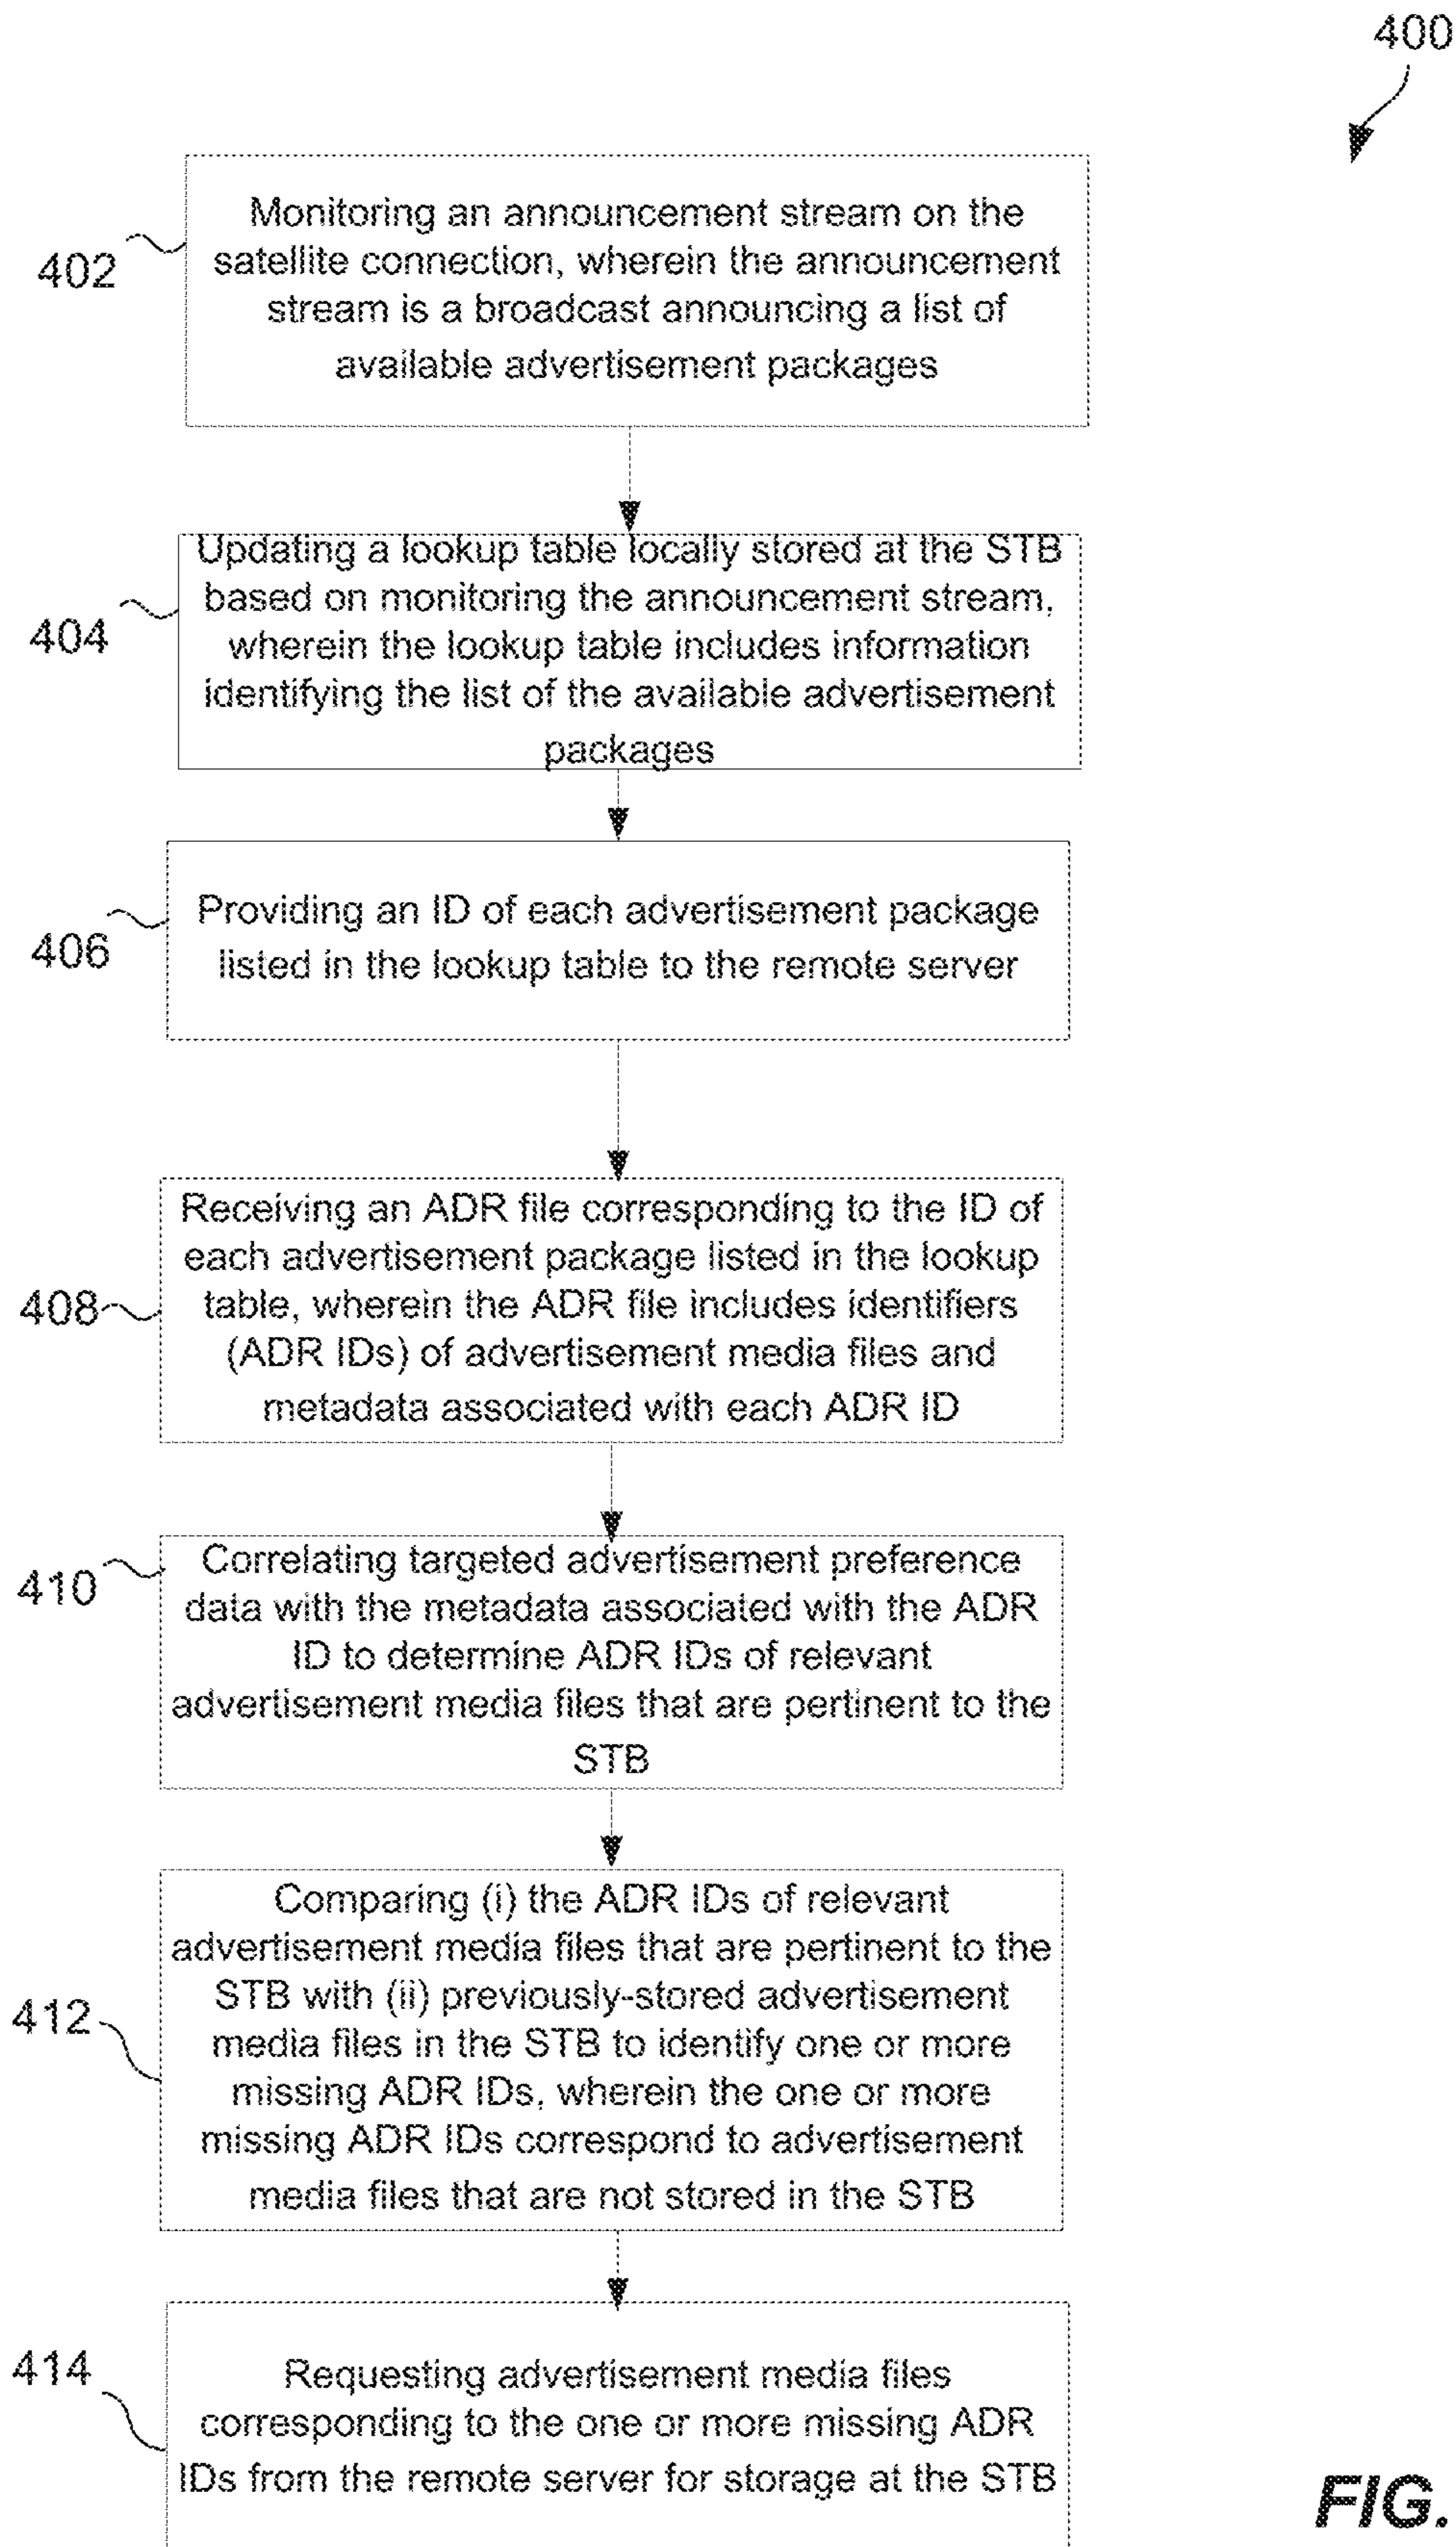 400
402
Monitoring an announcement stream on the
satellite connection, wherein the announcement
stream is a broadcast announcing a list of
available advertisement packages
404
Updating a lookup table locally stored at the STB
based on monitoring the announcement stream,
wherein the lookup table includes information
identifying the list of the available advertisement
packages
406
Providing an ID of each advertisement package
listed in the lookup table to the remote server
408
Receiving an ADR file corresponding to the ID of
each advertisement package listed in the lookup
table, wherein the ADR file includes identifiers
(ADR IDs) of advertisement media files and
metadata associated with each ADR ID
410
Correlating targeted advertisement preference
data with the metadata associated with the ADR
ID to determine ADR IDs of relevant
advertisement media files that are pertinent to the
STB
412
Comparing (i) the ADR IDs of relevant
advertisement media files that are pertinent to the
STB with (ii) previously-stored advertisement
media files in the STB to identify one or more
missing ADR IDs, wherein the one or more
missing ADR IDs correspond to advertisement
media files that are not stored in the STB
414
Requesting advertisement media files
corresponding to the one or more missing ADR
IDs from the remote server for storage at the STB
FIG.